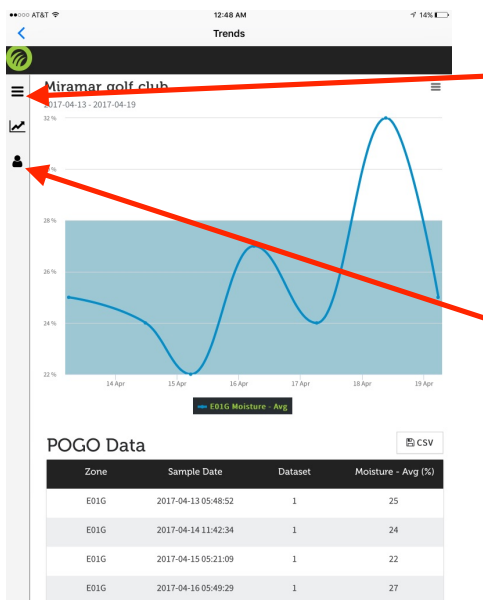 AT&T 12:48 AM 14%
Trends
Miramar golf club
2017-04-13 - 2017-04-19
32 %
28 %
26 %
24 %
22 %
14 Apr 15 Apr 16 Apr 17 Apr 18 Apr 19 Apr
E01G Moisture - Avg
POGO Data CSV
Zone Sample Date Dataset Moisture - Avg (%)
E01G 2017-04-13 05:48:52 1 25
E01G 2017-04-14 11:42:34 1 24
E01G 2017-04-15 05:21:09 1 22
E01G 2017-04-16 05:49:29 1 27